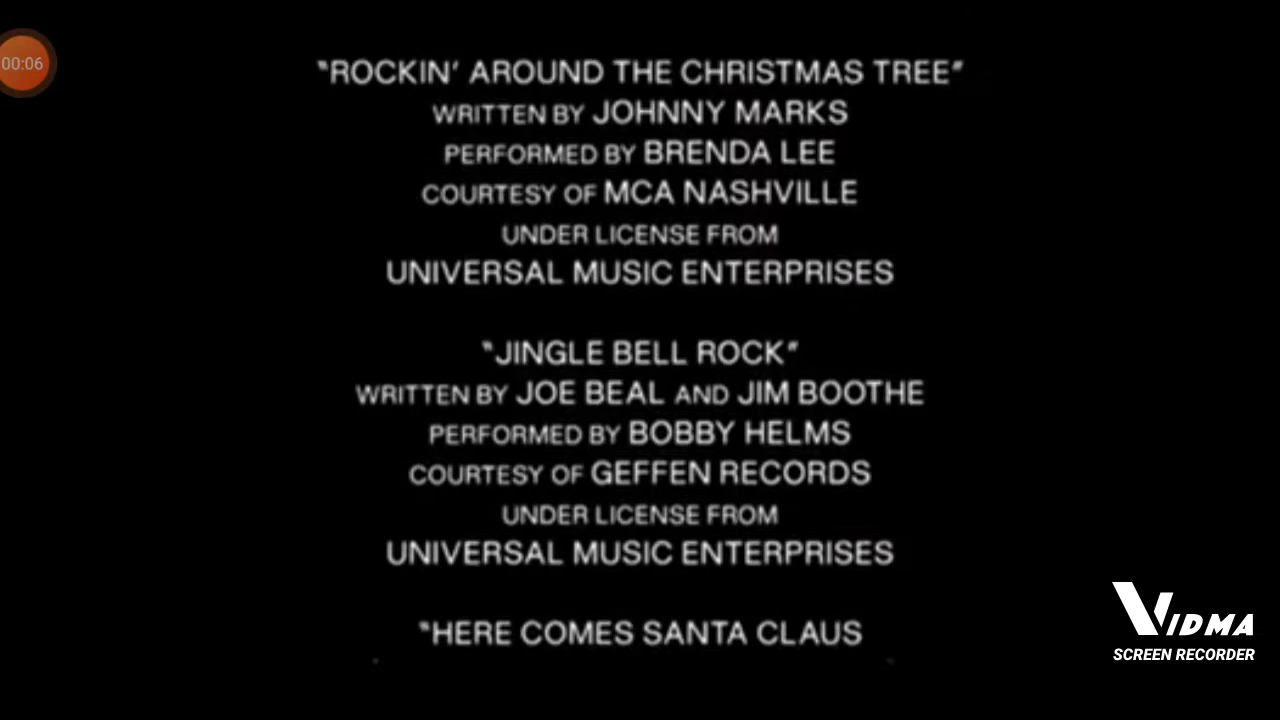 00:06
"ROCKIN' AROUND THE CHRISTMAS TREE"
WRITTEN BY JOHNNY MARKS
PERFORMED BY BRENDA LEE
COURTESY OF MCA NASHVILLE
UNDER LICENSE FROM
UNIVERSAL MUSIC ENTERPRISES
"JINGLE BELL ROCK"
WRITTEN BY JOE BEAL AND JIM BOOTHE
PERFORMED BY BOBBY HELMS
COURTESY OF GEFFEN RECORDS
UNDER LICENSE FROM
UNIVERSAL MUSIC ENTERPRISES
"HERE COMES SANTA CLAUS
VIDMA
SCREEN RECORDER